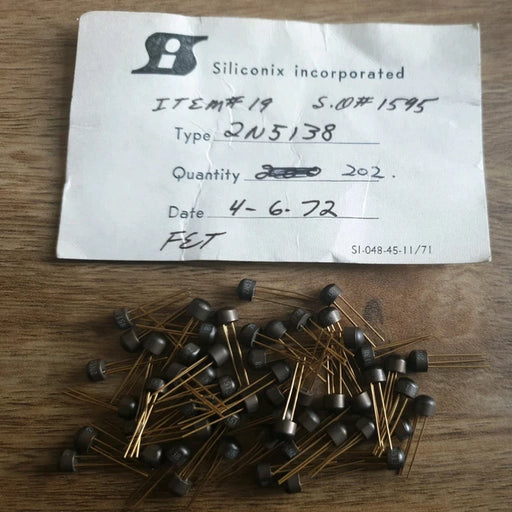 Siliconix incorporated
ITEM# 19 S.O# 1595
Type 2N5138
Quantity 202.
Date 4-6-72
FET
SI-048-45-11/71